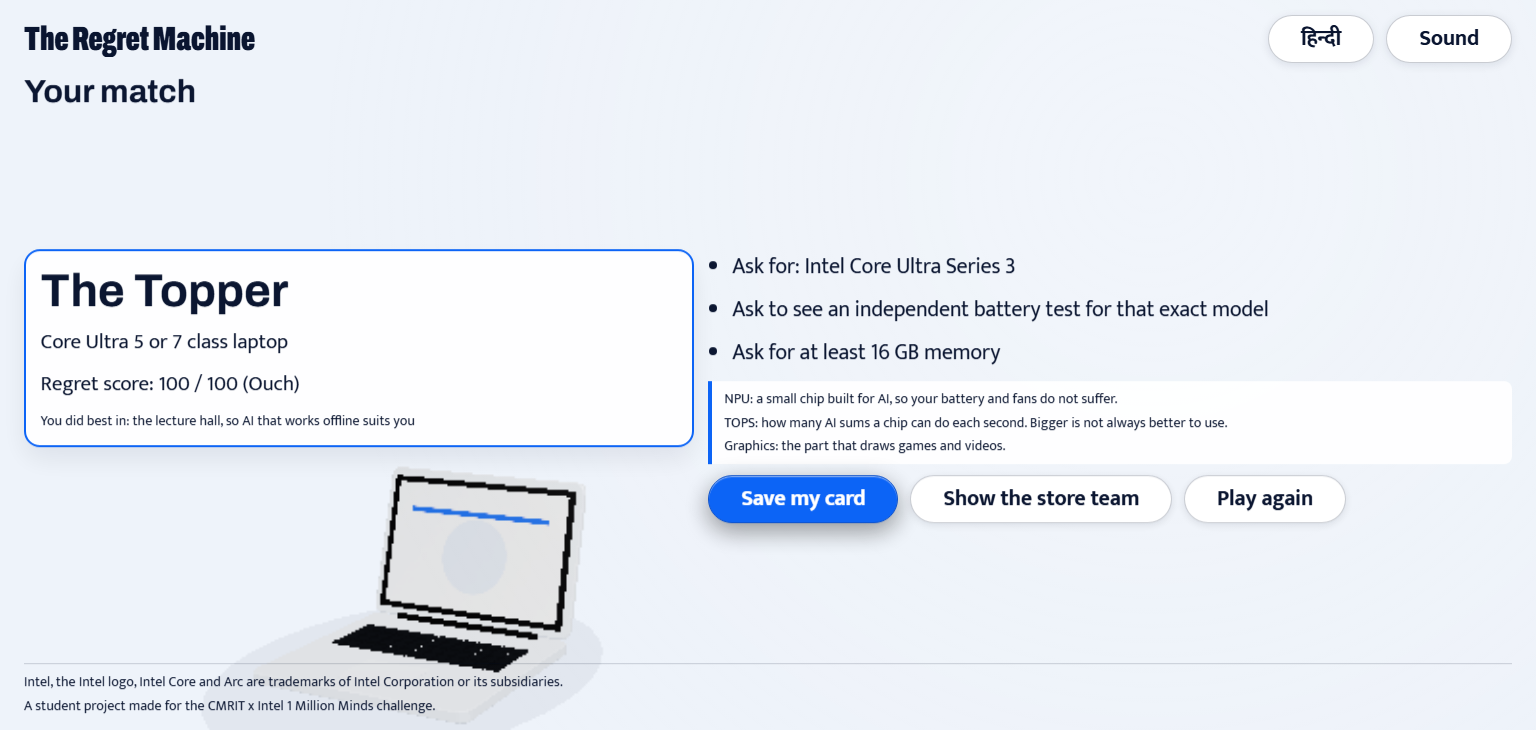 The Regret Machine
हिन्दी
Sound
Your match
The Topper
Core Ultra 5 or 7 class laptop
Regret score: 100 / 100 (Ouch)
You did best in: the lecture hall, so AI that works offline suits you
Ask for: Intel Core Ultra Series 3
Ask to see an independent battery test for that exact model
Ask for at least 16 GB memory
NPU: a small chip built for AI, so your battery and fans do not suffer.
TOPS: how many AI sums a chip can do each second. Bigger is not always better to use.
Graphics: the part that draws games and videos.
Save my card
Show the store team
Play again
Intel, the Intel logo, Intel Core and Arc are trademarks of Intel Corporation or its subsidiaries.
A student project made for the CMRIT x Intel 1 Million Minds challenge.